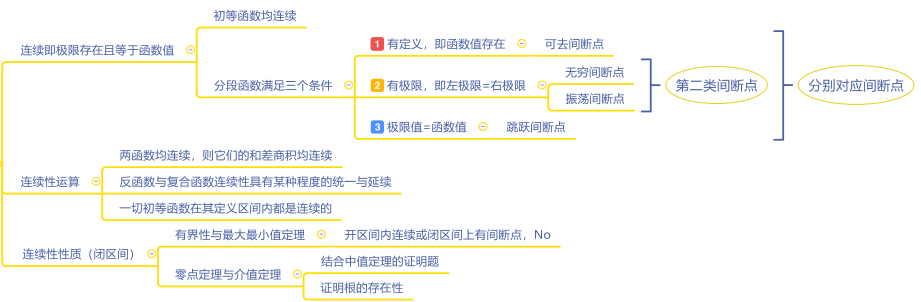 初等函数均连续
连续即极限存在且等于函数值
1 有定义，即函数值存在
可去间断点
分段函数满足三个条件
2 有极限，即左极限=右极限
无穷间断点
振荡间断点
第二类间断点
分别对应间断点
3 极限值=函数值
跳跃间断点
两函数均连续，则它们的和差商积均连续
连续性运算
反函数与复合函数连续性具有某种程度的统一与延续
一切初等函数在其定义区间内都是连续的
有界性与最大最小值定理
开区间内连续或闭区间上有间断点，No
连续性性质（闭区间）
零点定理与介值定理
结合中值定理的证明题
证明根的存在性